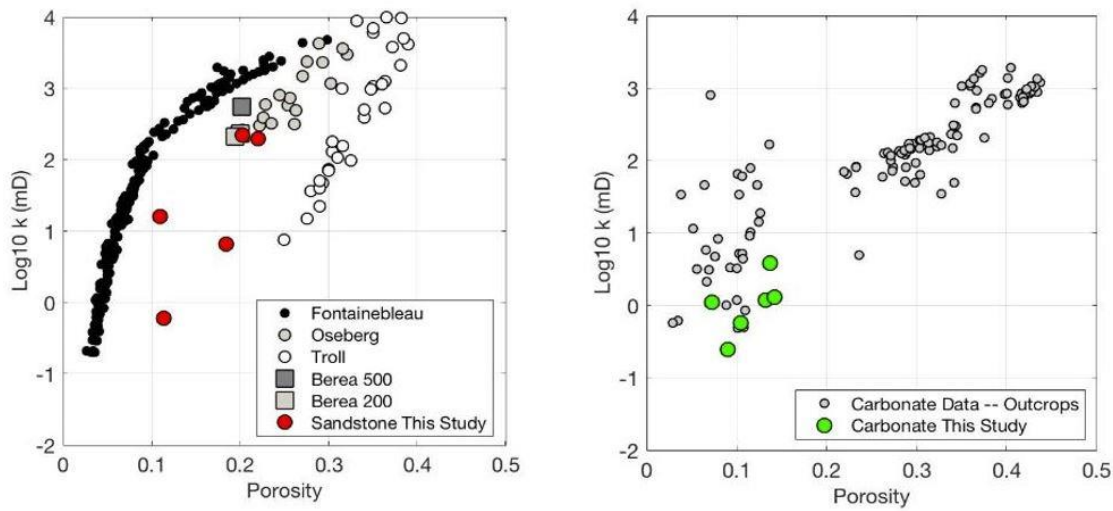 4
3
2
1
0
-1
-2
0
0.1
0.2
0.3
0.4
0.5
Log10 k (mD)
Porosity
Fontainebleau
Oseberg
Troll
Berea 500
Berea 200
Sandstone This Study
4
3
2
1
0
-1
-2
0
0.1
0.2
0.3
0.4
0.5
Log10 k (mD)
Porosity
Carbonate Data -- Outcrops
Carbonate This Study